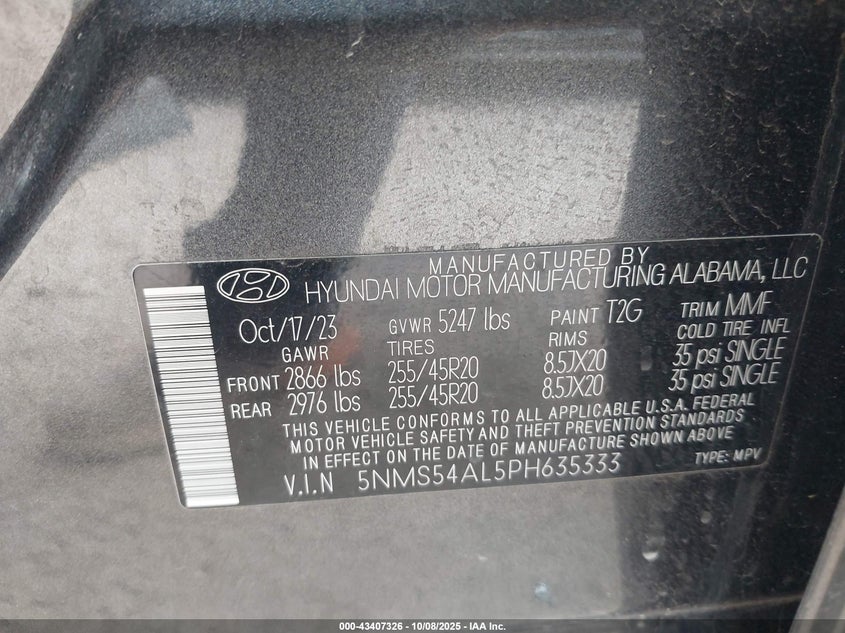 MANUFACTURED BY
HYUNDAI MOTOR MANUFACTURING ALABAMA, LLC
Oct/17/23 GVWR 5247 lbs PAINT T2G TRIM MMF
GAWR TIRES RIMS COLD TIRE INFL
FRONT 2866 lbs 255/45R20 8.5JX20 35 psi SINGLE
REAR 2976 lbs 255/45R20 8.5JX20 35 psi SINGLE
THIS VEHICLE CONFORMS TO ALL APPLICABLE U.S.A. FEDERAL
MOTOR VEHICLE SAFETY AND THEFT PREVENTION STANDARDS
IN EFFECT ON THE DATE OF MANUFACTURE SHOWN ABOVE
V.I.N 5NMS54AL5PH635333 TYPE: MPV
000-43407326 - 10/08/2025 - IAA Inc.